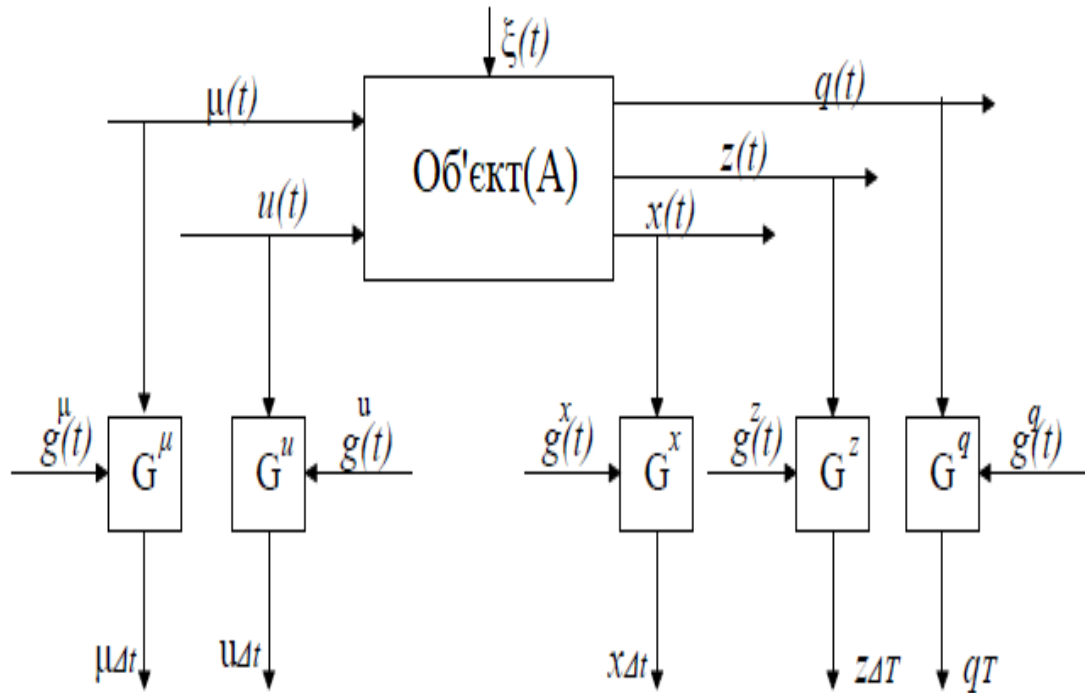 ξ(t)
μ(t)
q(t)
Об'єкт(А)
z(t)
u(t)
x(t)
μ
g(t)
G^μ
G^u
u
g(t)
x
g(t)
G^x
z
g(t)
G^z
G^q
q
g(t)
μΔt
uΔt
xΔt
zΔT
qT